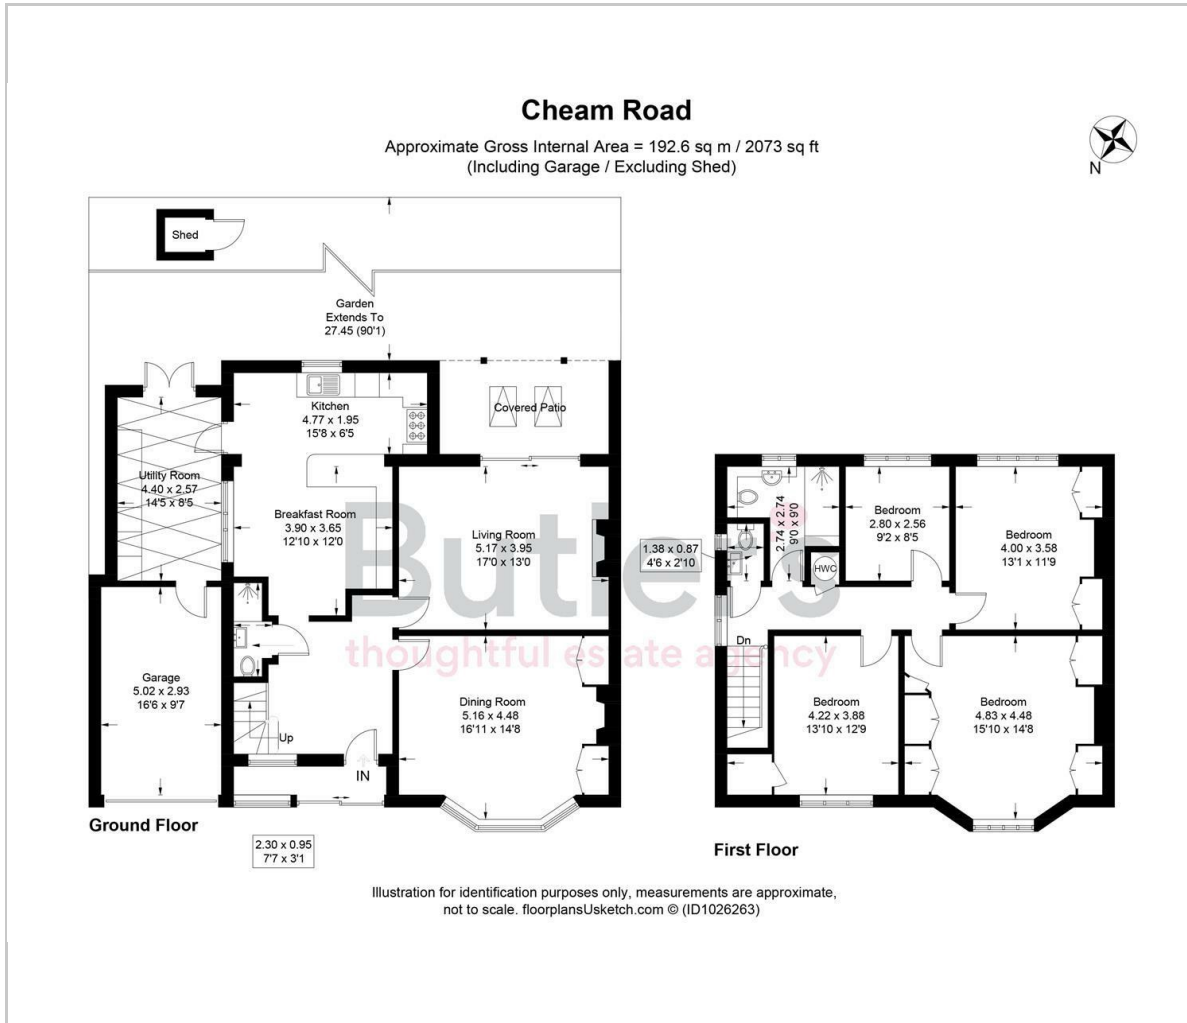 Cheam Road
Approximate Gross Internal Area = 192.6 sq m / 2073 sq ft
(Including Garage / Excluding Shed)
N
Shed
Garden
Extends To
27.45 (90'1)
Kitchen
4.77 x 1.95
15'8 x 6'5
Covered Patio
Utility Room
4.40 x 2.57
14'5 x 8'5
Breakfast Room
3.90 x 3.65
12'10 x 12'0
Living Room
5.17 x 3.95
17'0 x 13'0
Garage
5.02 x 2.93
16'6 x 9'7
Dining Room
5.16 x 4.48
16'11 x 14'8
Up
IN
Ground Floor
2.30 x 0.95
7'7 x 3'1
2.74 x 2.74
9'0 x 9'0
1.38 x 0.87
4'6 x 2'10
HWC
Bedroom
2.80 x 2.56
9'2 x 8'5
Bedroom
4.00 x 3.58
13'1 x 11'9
Dn
Bedroom
4.22 x 3.88
13'10 x 12'9
Bedroom
4.83 x 4.48
15'10 x 14'8
First Floor
Butlers
thoughtful estate agency
Illustration for identification purposes only, measurements are approximate,
not to scale. floorplansUsketch.com © (ID1026263)